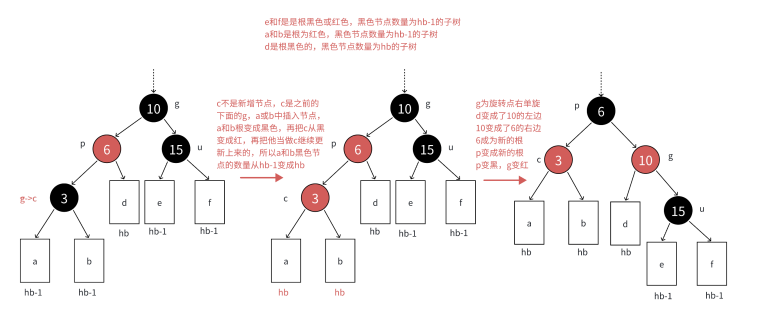 e和f是是根黑色或红色，黑色节点数量为hb-1的子树
a和b是根为红色，黑色节点数量为hb-1的子树
d是根黑色的，黑色节点数量为hb的子树
10
g
p
6
15
u
g->c
3
d
e
f
hb
hb-1
hb-1
a
b
hb-1
hb-1
c不是新增节点，c是之前的
下面的g，a或b中插入节点，
a和b根变成黑色，再把c从黑
变成红，再把他当做c继续更
新上来的，所以a和b黑色节
点的数量从hb-1变成hb
10
g
p
6
15
u
c
3
d
e
f
hb
hb-1
hb-1
a
b
hb
hb
g为旋转点右单旋
d变成了10的左边
10变成了6的右边
6成为新的根
p变成新的根
p变黑，g变红
p
6
c
3
10
g
a
b
d
15
u
hb
hb
hb
e
f
hb-1
hb-1